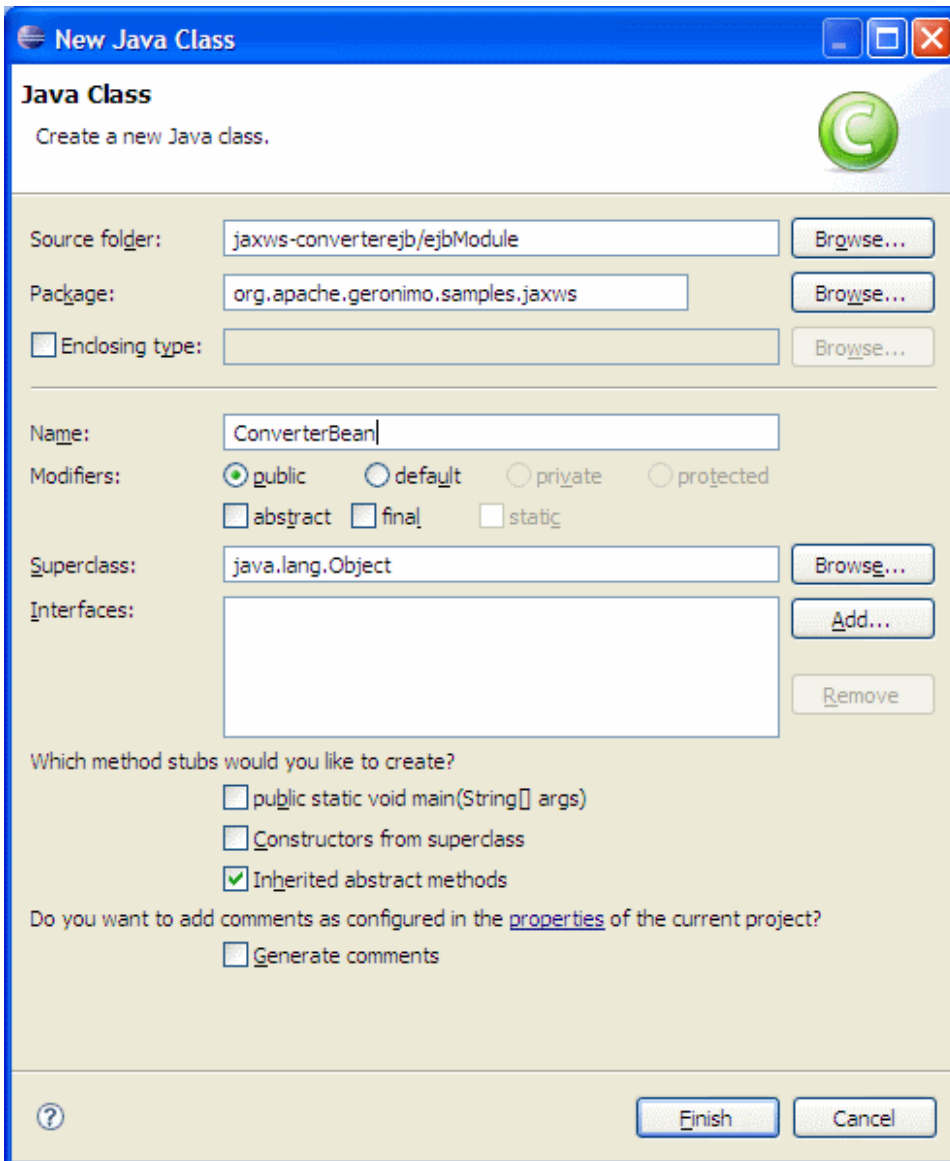 New Java Class
Java Class
Create a new Java class.
C
Source folder: jaxws-converterejb/ejbModule Browse...
Package: org.apache.geronimo.samples.jaxws Browse...
Enclosing type: Browse...
Name: ConverterBean
Modifiers: public default private protected
abstract final static
Superclass: java.lang.Object Browse...
Interfaces: Add...
Remove
Which method stubs would you like to create?
public static void main(String[] args)
Constructors from superclass
Inherited abstract methods
Do you want to add comments as configured in the properties of the current project?
Generate comments
? Finish Cancel